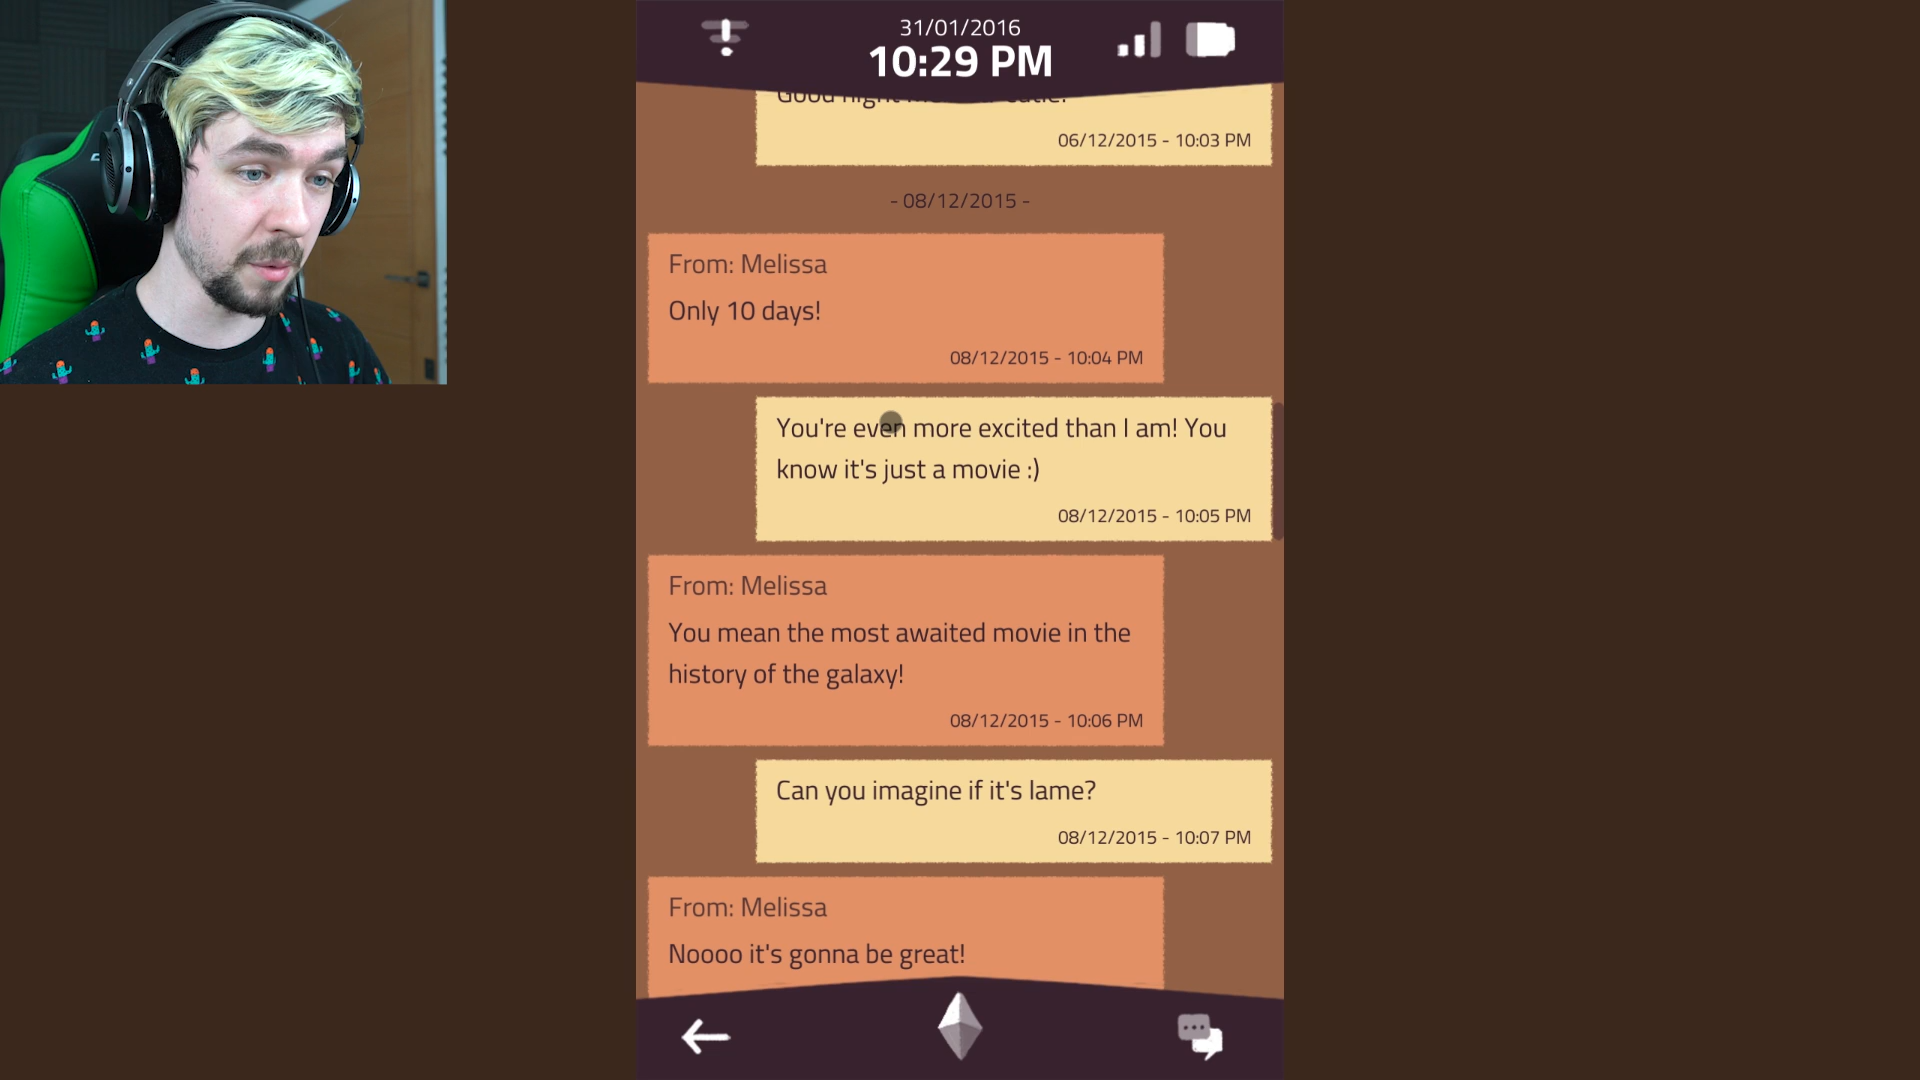 31/01/2016
10:29 PM
Good night
06/12/2015 - 10:03 PM
- 08/12/2015 -
From: Melissa
Only 10 days!
08/12/2015 - 10:04 PM
You're even more excited than I am! You
know it's just a movie :)
08/12/2015 - 10:05 PM
From: Melissa
You mean the most awaited movie in the
history of the galaxy!
08/12/2015 - 10:06 PM
Can you imagine if it's lame?
08/12/2015 - 10:07 PM
From: Melissa
Noooo it's gonna be great!